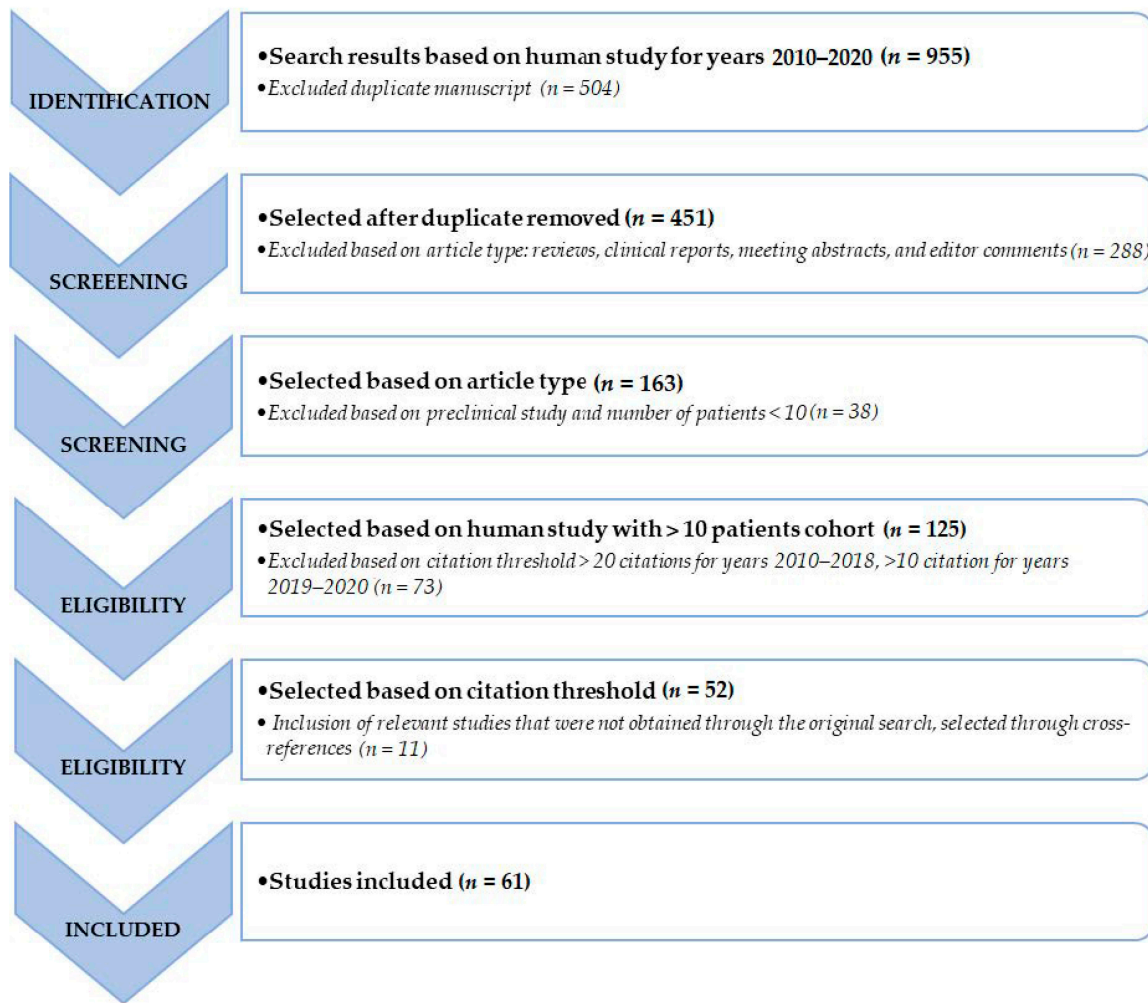 IDENTIFICATION
•Search results based on human study for years 2010–2020 (n = 955)
•Excluded duplicate manuscript (n = 504)
SCREEENING
•Selected after duplicate removed (n = 451)
•Excluded based on article type: reviews, clinical reports, meeting abstracts, and editor comments (n = 288)
SCREENING
•Selected based on article type (n = 163)
•Excluded based on preclinical study and number of patients < 10 (n = 38)
ELIGIBILITY
•Selected based on human study with > 10 patients cohort (n = 125)
•Excluded based on citation threshold > 20 citations for years 2010–2018, >10 citation for years
2019–2020 (n = 73)
ELIGIBILITY
•Selected based on citation threshold (n = 52)
• Inclusion of relevant studies that were not obtained through the original search, selected through cross-
references (n = 11)
INCLUDED
•Studies included (n = 61)